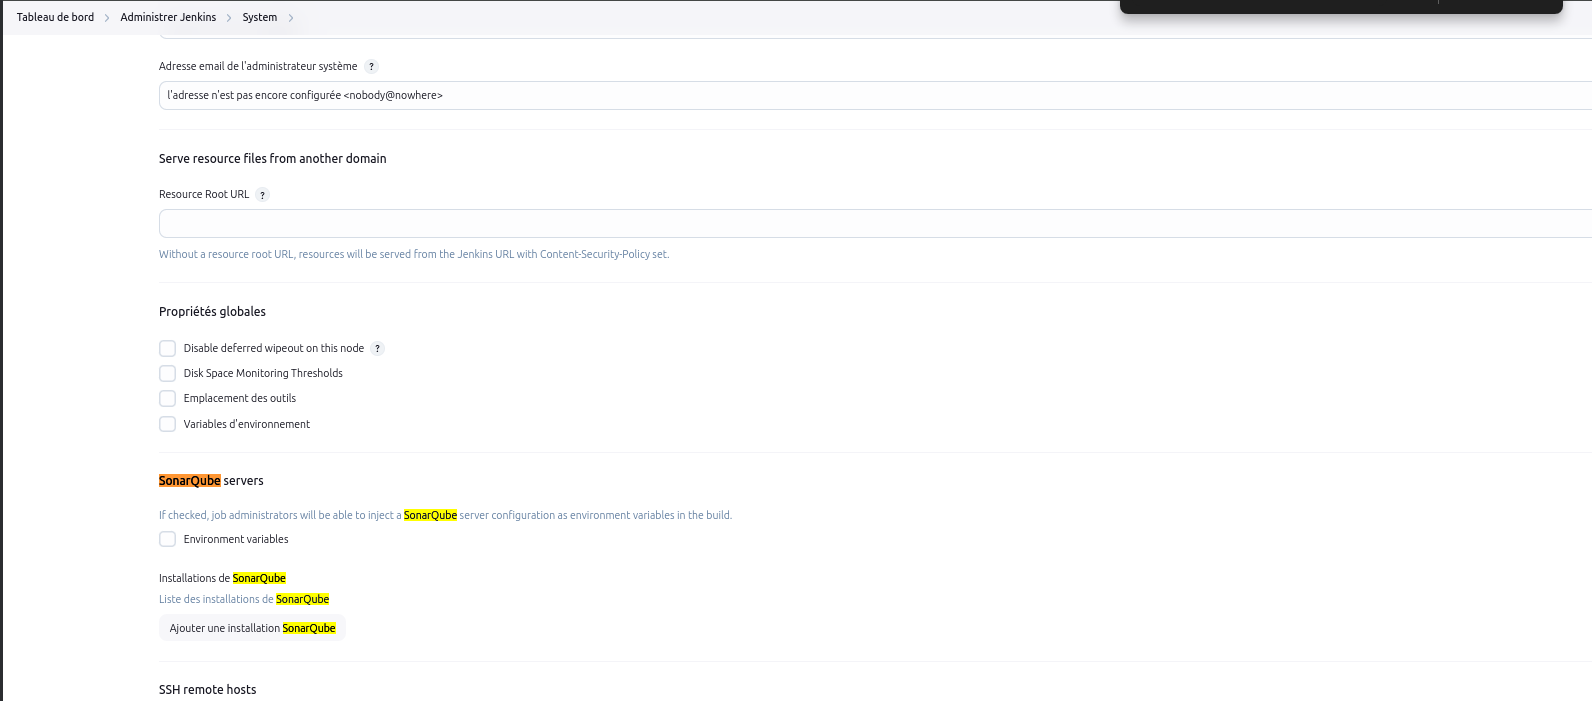 Tableau de bord > Administrer Jenkins > System >
Adresse email de l'administrateur système ?
l'adresse n'est pas encore configurée <nobody@nowhere>
Serve resource files from another domain
Resource Root URL ?
Without a resource root URL, resources will be served from the Jenkins URL with Content-Security-Policy set.
Propriétés globales
Disable deferred wipeout on this node ?
Disk Space Monitoring Thresholds
Emplacement des outils
Variables d'environnement
SonarQube servers
If checked, job administrators will be able to inject a SonarQube server configuration as environment variables in the build.
Environment variables
Installations de SonarQube
Liste des installations de SonarQube
Ajouter une installation SonarQube
SSH remote hosts